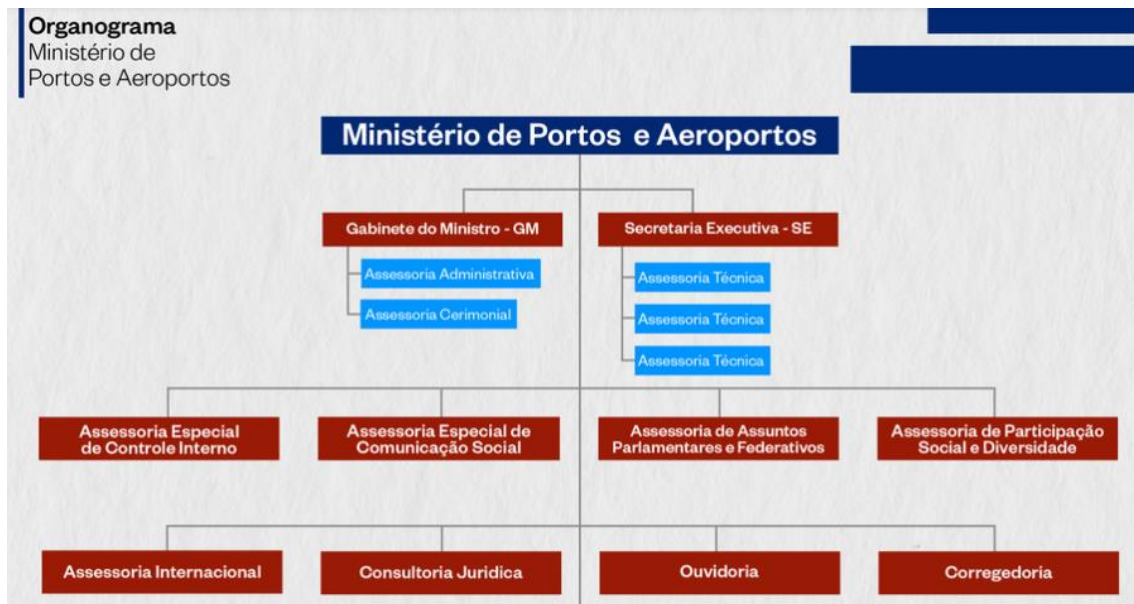 Organograma
Ministério de
Portos e Aeroportos
Ministério de Portos e Aeroportos
Gabinete do Ministro - GM
Secretaria Executiva - SE
Assessoria Administrativa
Assessoria Técnica
Assessoria Cerimonial
Assessoria Técnica
Assessoria Técnica
Assessoria Especial
de Controle Interno
Assessoria Especial de
Comunicação Social
Assessoria de Assuntos
Parlamentares e Federativos
Assessoria de Participação
Social e Diversidade
Assessoria Internacional
Consultoria Juridica
Ouvidoria
Corregedoria